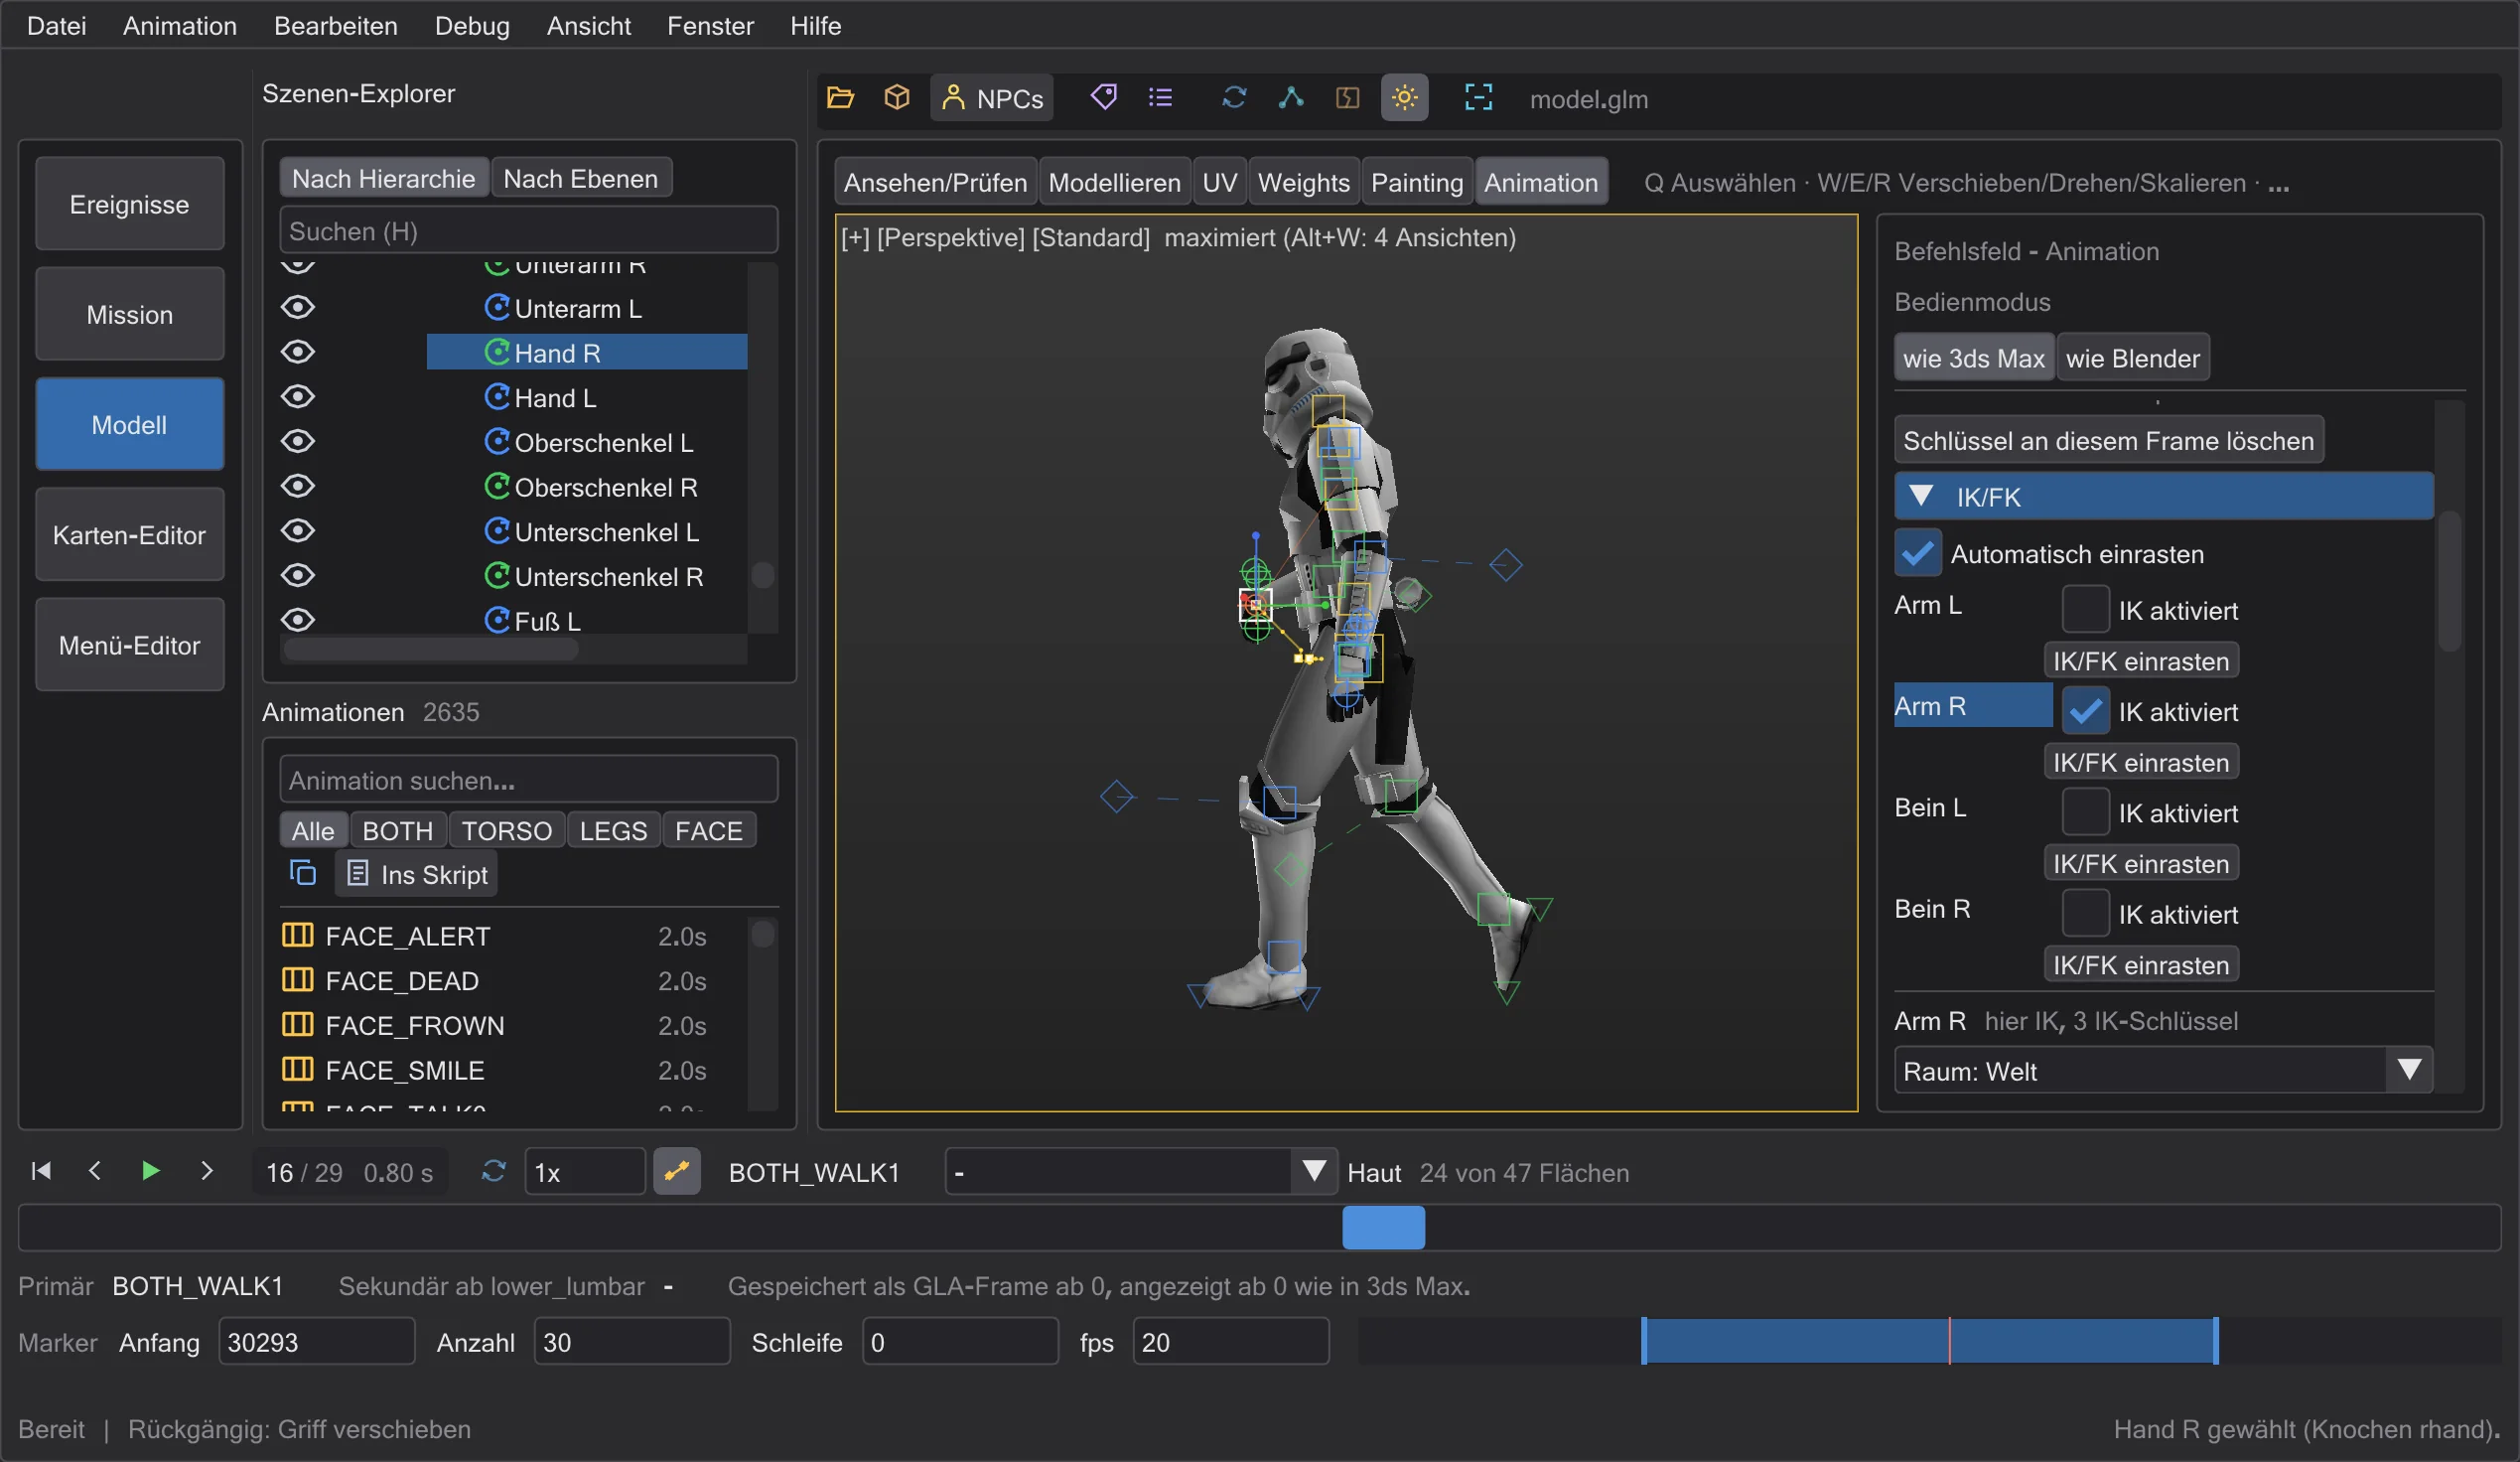 Datei Animation Bearbeiten Debug Ansicht Fenster Hilfe
Szenen-Explorer
NPCs
model.glm
Ereignisse
Mission
Modell
Karten-Editor
Menü-Editor
Nach Hierarchie Nach Ebenen
Suchen (H)
Unterarm R
Unterarm L
Hand R
Hand L
Oberschenkel L
Oberschenkel R
Unterschenkel L
Unterschenkel R
Fuß L
Animationen 2635
Animation suchen...
Alle BOTH TORSO LEGS FACE
Ins Skript
FACE_ALERT 2.0s
FACE_DEAD 2.0s
FACE_FROWN 2.0s
FACE_SMILE 2.0s
Ansehen/Prüfen Modellieren UV Weights Painting Animation Q Auswählen · W/E/R Verschieben/Drehen/Skalieren · ...
[+] [Perspektive] [Standard] maximiert (Alt+W: 4 Ansichten)
Befehlsfeld - Animation
Bedienmodus
wie 3ds Max wie Blender
Schlüssel an diesem Frame löschen
IK/FK
Automatisch einrasten
Arm L IK aktiviert
IK/FK einrasten
Arm R IK aktiviert
IK/FK einrasten
Bein L IK aktiviert
IK/FK einrasten
Bein R IK aktiviert
IK/FK einrasten
Arm R hier IK, 3 IK-Schlüssel
Raum: Welt
16 / 29 0.80 s 1x BOTH_WALK1 - Haut 24 von 47 Flächen
Primär BOTH_WALK1 Sekundär ab lower_lumbar - Gespeichert als GLA-Frame ab 0, angezeigt ab 0 wie in 3ds Max.
Marker Anfang 30293 Anzahl 30 Schleife 0 fps 20
Bereit | Rückgängig: Griff verschieben
Hand R gewählt (Knochen rhand).